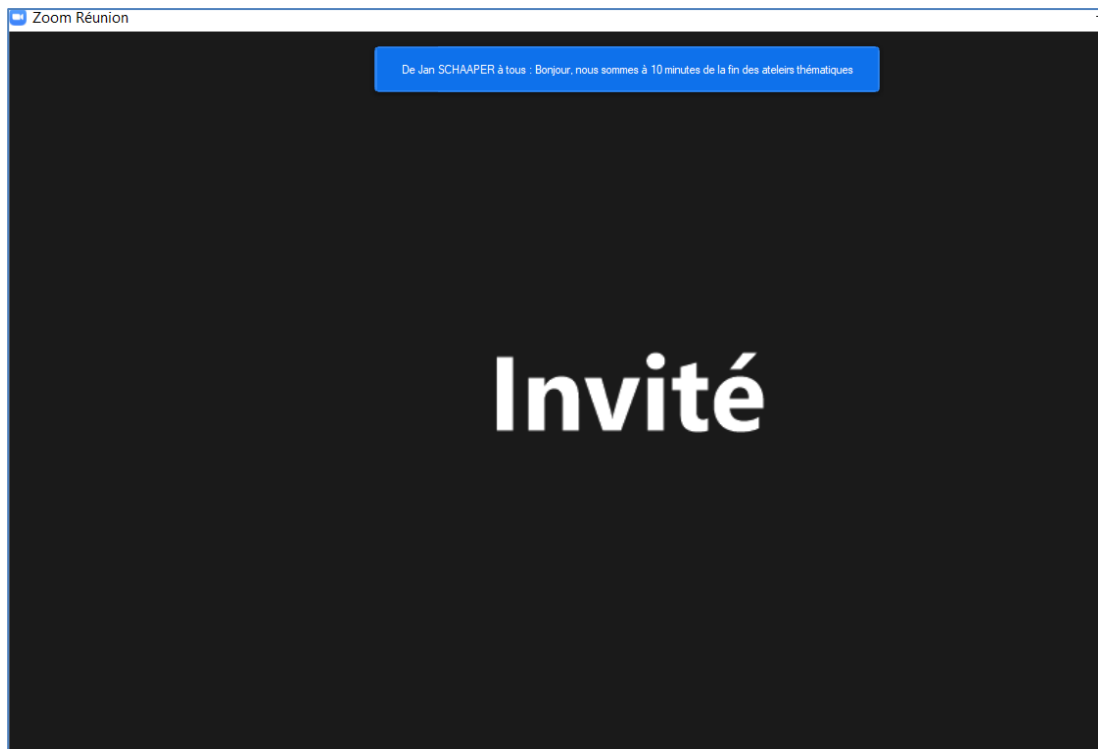 Zoom Réunion
De Jan SCHAAPER à tous : Bonjour, nous sommes à 10 minutes de la fin des ateleirs thématiques
Invité